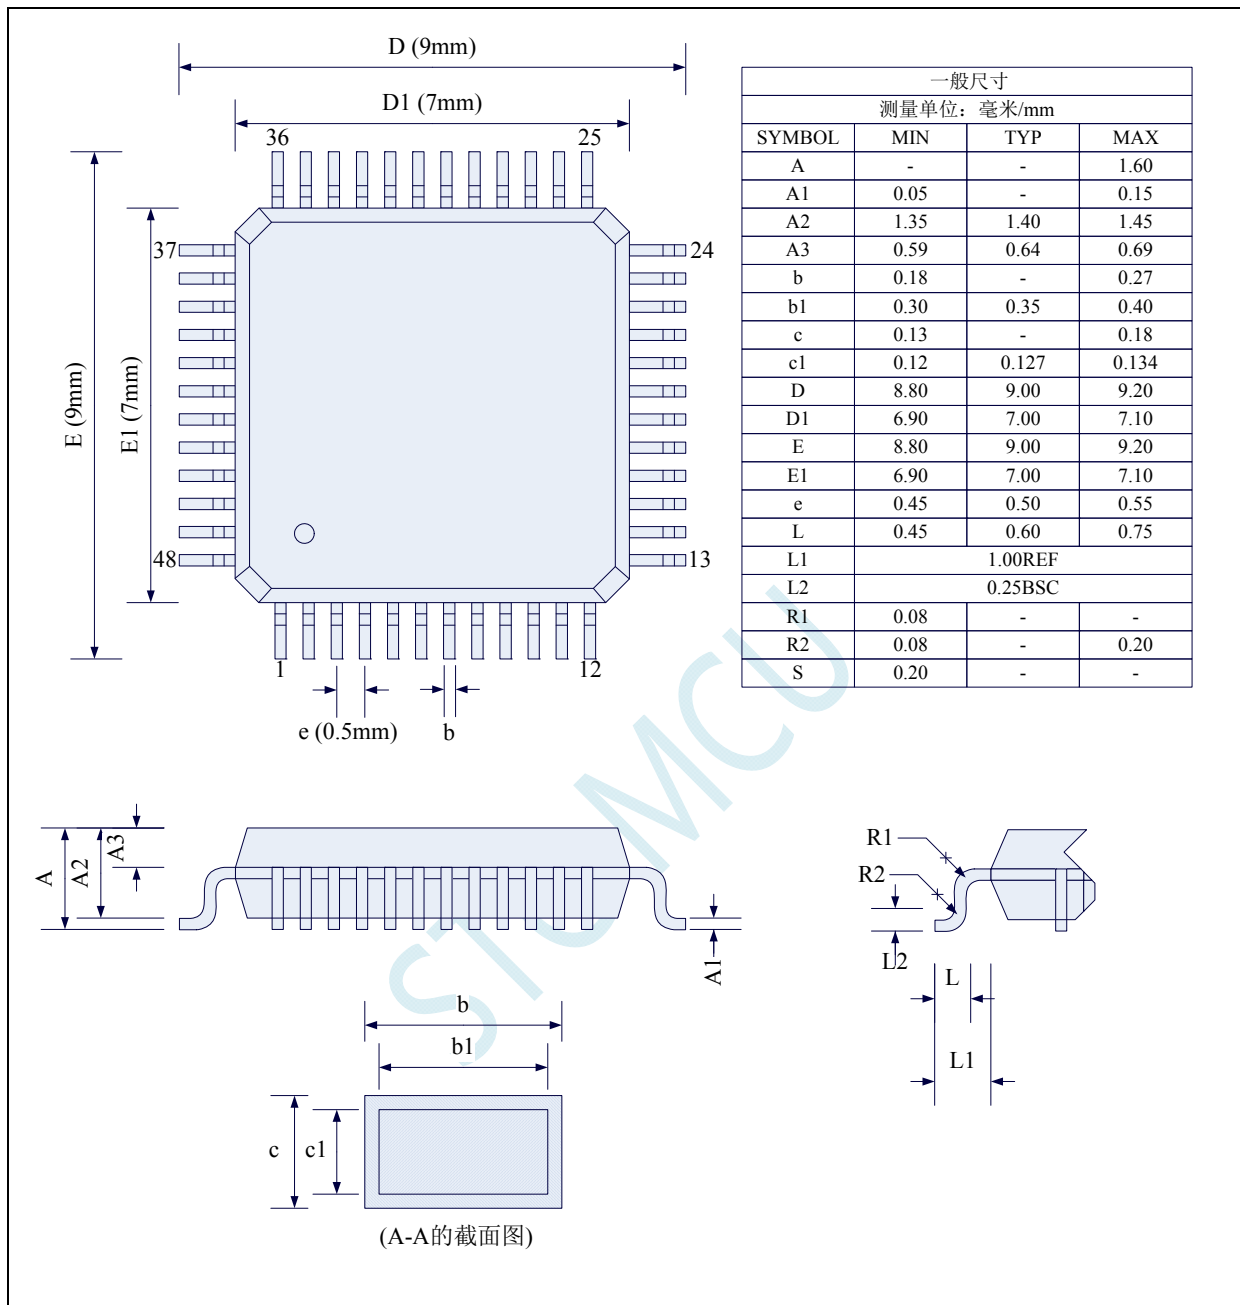 D (9mm)
D1 (7mm)
36
25
37
24
E (9mm)
E1 (7mm)
48
13
1
12
e (0.5mm)
b
一般尺寸
测量单位：毫米/mm
SYMBOL MIN TYP MAX
A - - 1.60
A1 0.05 - 0.15
A2 1.35 1.40 1.45
A3 0.59 0.64 0.69
b 0.18 - 0.27
b1 0.30 0.35 0.40
c 0.13 - 0.18
c1 0.12 0.127 0.134
D 8.80 9.00 9.20
D1 6.90 7.00 7.10
E 8.80 9.00 9.20
E1 6.90 7.00 7.10
e 0.45 0.50 0.55
L 0.45 0.60 0.75
L1 1.00REF
L2 0.25BSC
R1 0.08 - -
R2 0.08 - 0.20
S 0.20 - -
STCMCU
A
A2
A3
A1
R1
R2
L2
L
L1
b
b1
c
c1
(A-A的截面图)